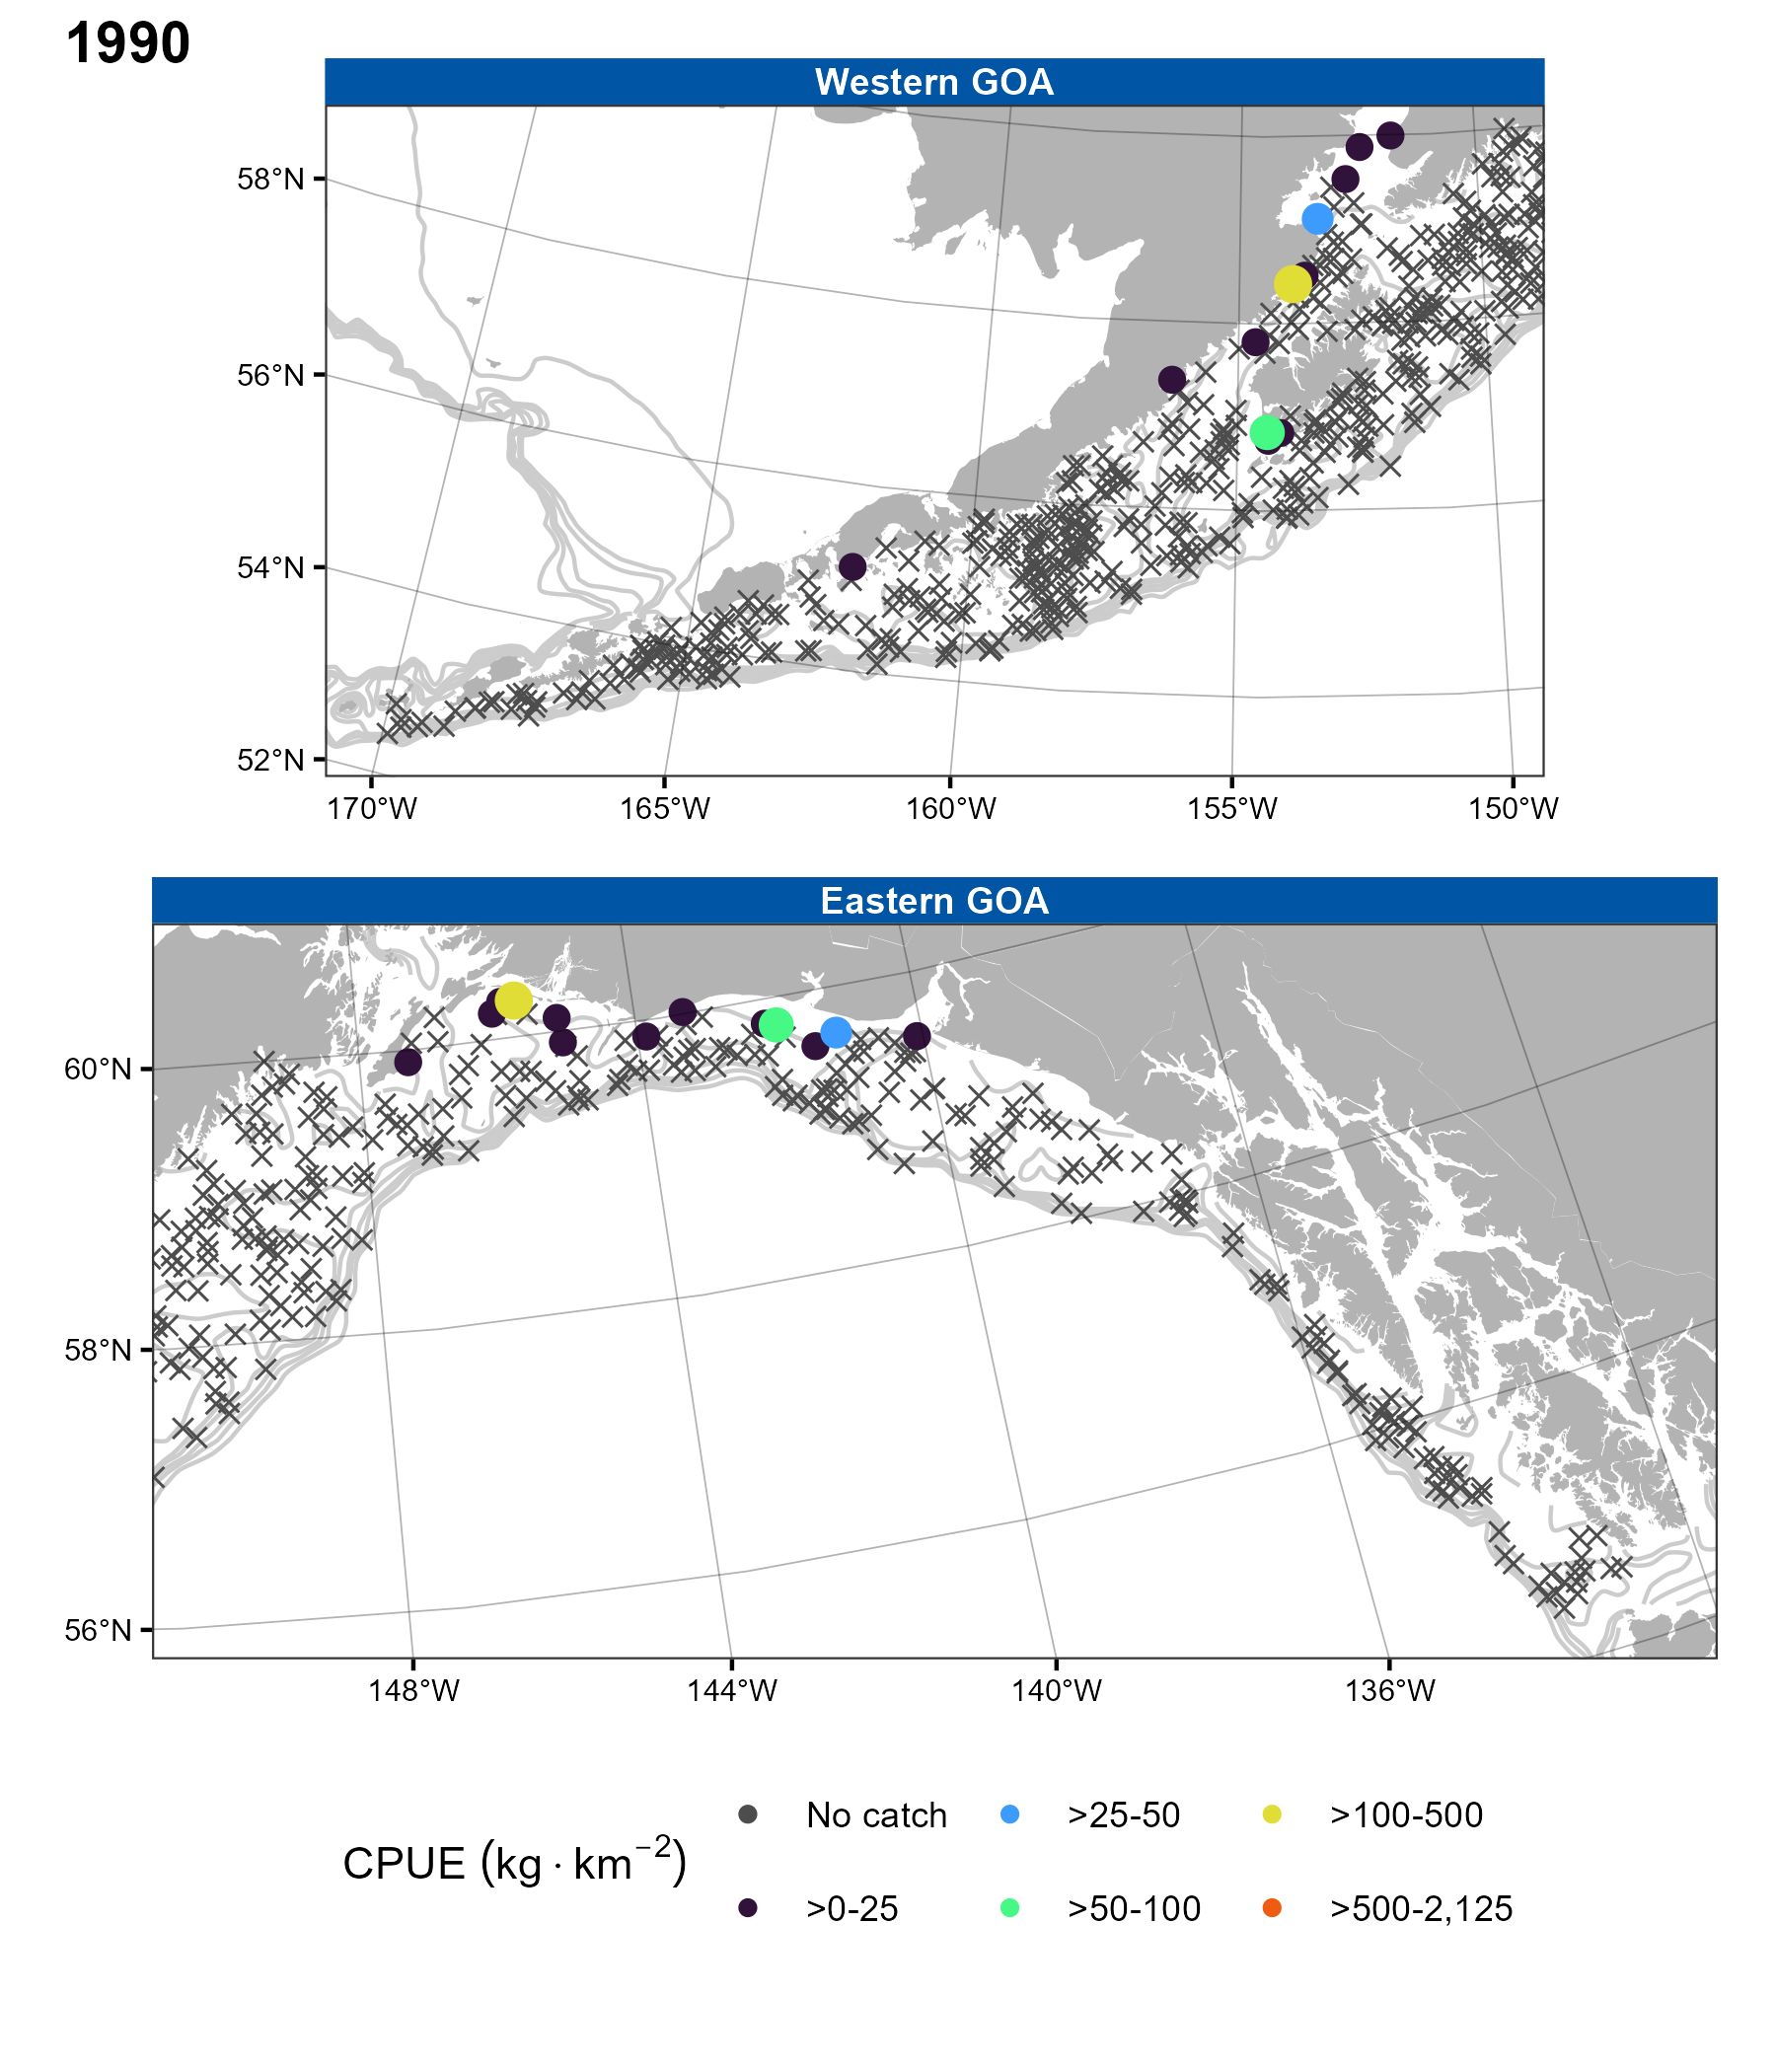 1990
Western GOA
58°N
56°N
54°N
52°N
170°W 165°W 160°W 155°W 150°W
Eastern GOA
60°N
58°N
56°N
148°W 144°W 140°W 136°W
CPUE (kg · km⁻²)
No catch >25-50 >100-500
>0-25 >50-100 >500-2,125